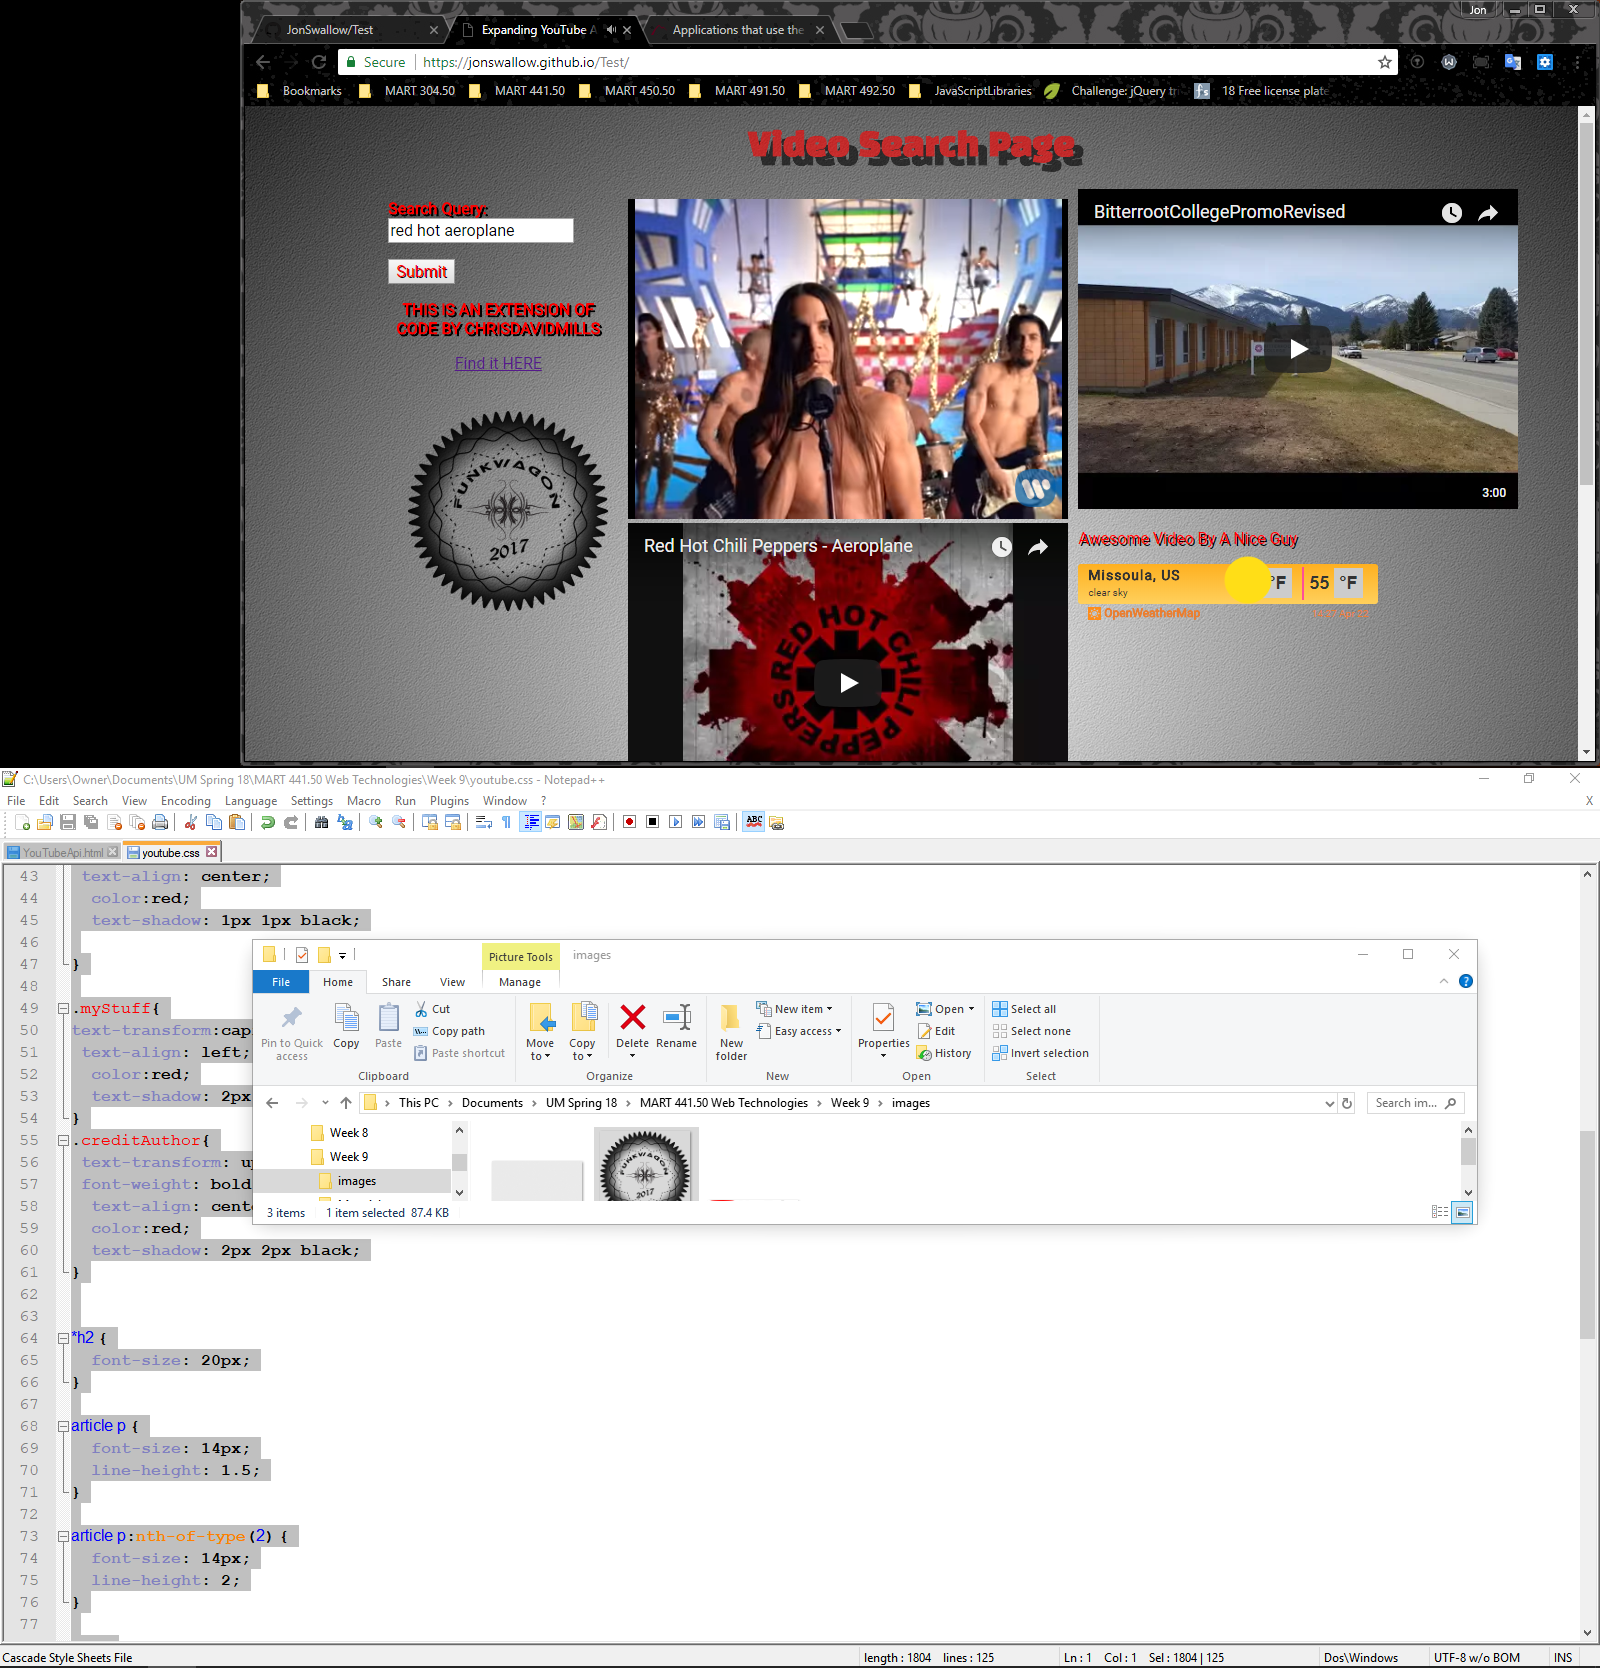 Jon
JonSwallow/Test
Expanding YouTube A
Applications that use the
Secure
https://jonswallow.github.io/Test/
Bookmarks
MART 304.50
MART 441.50
MART 450.50
MART 491.50
MART 492.50
JavaScriptLibraries
Challenge: jQuery tr
18 Free license plate
Video Search Page
Search Query:
red hot aeroplane
Submit
THIS IS AN EXTENSION OF
CODE BY CHRISDAVIDMILLS
Find it HERE
FUNKWAGON
2017
BitterrootCollegePromoRevised
3:00
Red Hot Chili Peppers - Aeroplane
RED HOT CHILI PEPPERS
Awesome Video By A Nice Guy
Missoula, US
clear sky
°F
55 °F
OpenWeatherMap
C:\Users\Owner\Documents\UM Spring 18\MART 441.50 Web Technologies\Week 9\youtube.css - Notepad++
File Edit Search View Encoding Language Settings Macro Run Plugins Window ?
X
YouTubeApi.html
youtube.css
43 text-align: center;
44 color:red;
45 text-shadow: 1px 1px black;
46
47 }
48
49 .myStuff{
50 text-transform:cap
51 text-align: left;
52 color:red;
53 text-shadow: 2px
54 }
55 .creditAuthor{
56 text-transform: up
57 font-weight: bold
58 text-align: cent
59 color:red;
60 text-shadow: 2px 2px black;
61 }
62
63
64 *h2 {
65 font-size: 20px;
66 }
67
68 article p {
69 font-size: 14px;
70 line-height: 1.5;
71 }
72
73 article p:nth-of-type(2) {
74 font-size: 14px;
75 line-height: 2;
76 }
77
Picture Tools
images
File
Home
Share
View
Manage
Pin to Quick
access
Copy
Paste
Cut
Copy path
Paste shortcut
Clipboard
Move
to
Copy
to
Delete
Rename
Organize
New
folder
New item
Easy access
New
Properties
Open
Edit
History
Open
Select all
Select none
Invert selection
Select
This PC > Documents > UM Spring 18 > MART 441.50 Web Technologies > Week 9 > images
Search im...
Week 8
Week 9
images
FUNKWAGON
2017
3 items
1 item selected 87.4 KB
Cascade Style Sheets File
length : 1804 lines : 125
Ln : 1 Col : 1 Sel : 1804 | 125
Dos\Windows
UTF-8 w/o BOM
INS